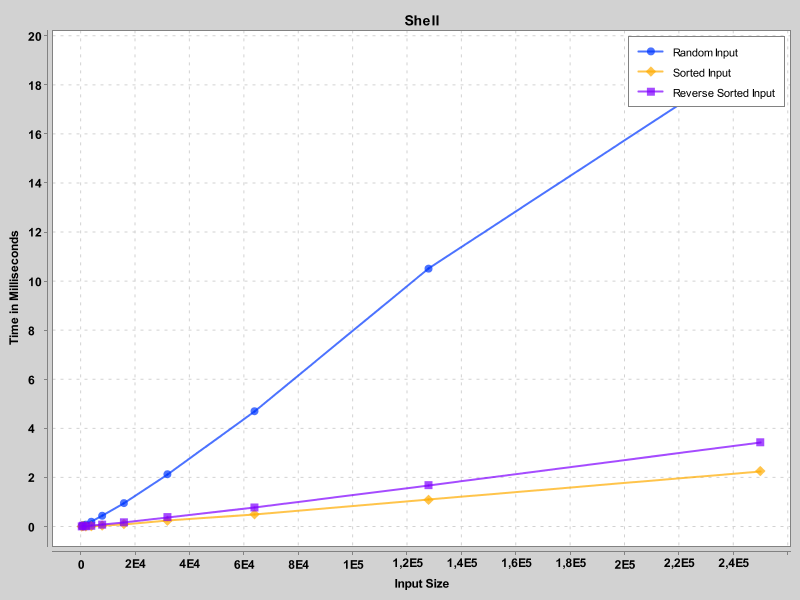 Shell
20
18
16
14
12
10
8
6
4
2
0
Time in Milliseconds
Random Input
Sorted Input
Reverse Sorted Input
0 2E4 4E4 6E4 8E4 1E5 1,2E5 1,4E5 1,6E5 1,8E5 2E5 2,2E5 2,4E5
Input Size